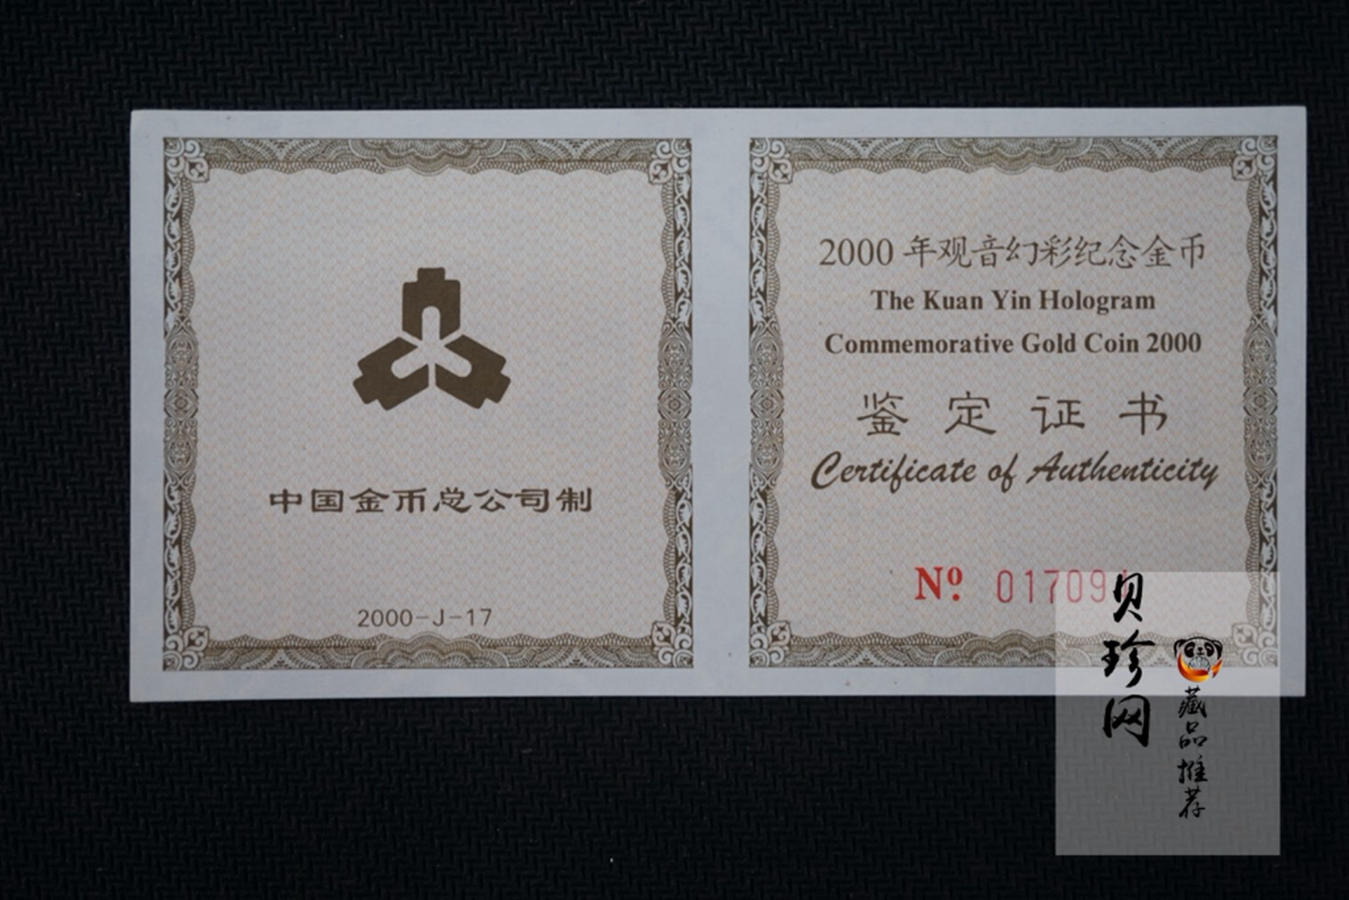 中国金币总公司制
2000-J-17
2000 年观音幻彩纪念金币
The Kuan Yin Hologram
Commemorative Gold Coin 2000
鉴定证书
Certificate of Authenticity
Nº.
贝珍网
藏品推荐